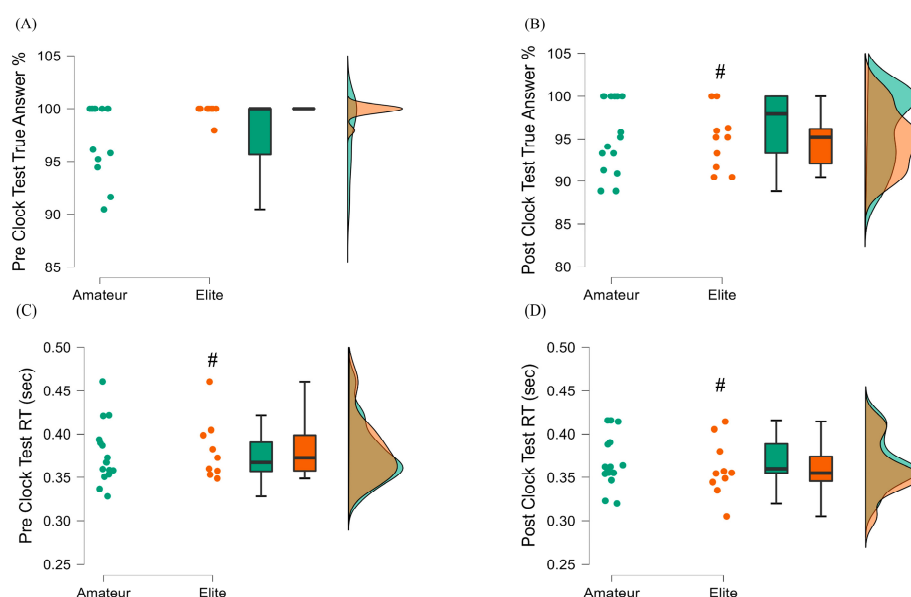 (A)
Pre Clock Test True Answer %
105
100
95
90
85
Amateur Elite
(B)
Post Clock Test True Answer %
105
100
95
90
85
80
#
Amateur Elite
(C)
Pre Clock Test RT (sec)
0.50
0.45
0.40
0.35
0.30
0.25
#
Amateur Elite
(D)
Post Clock Test RT (sec)
0.50
0.45
0.40
0.35
0.30
0.25
#
Amateur Elite